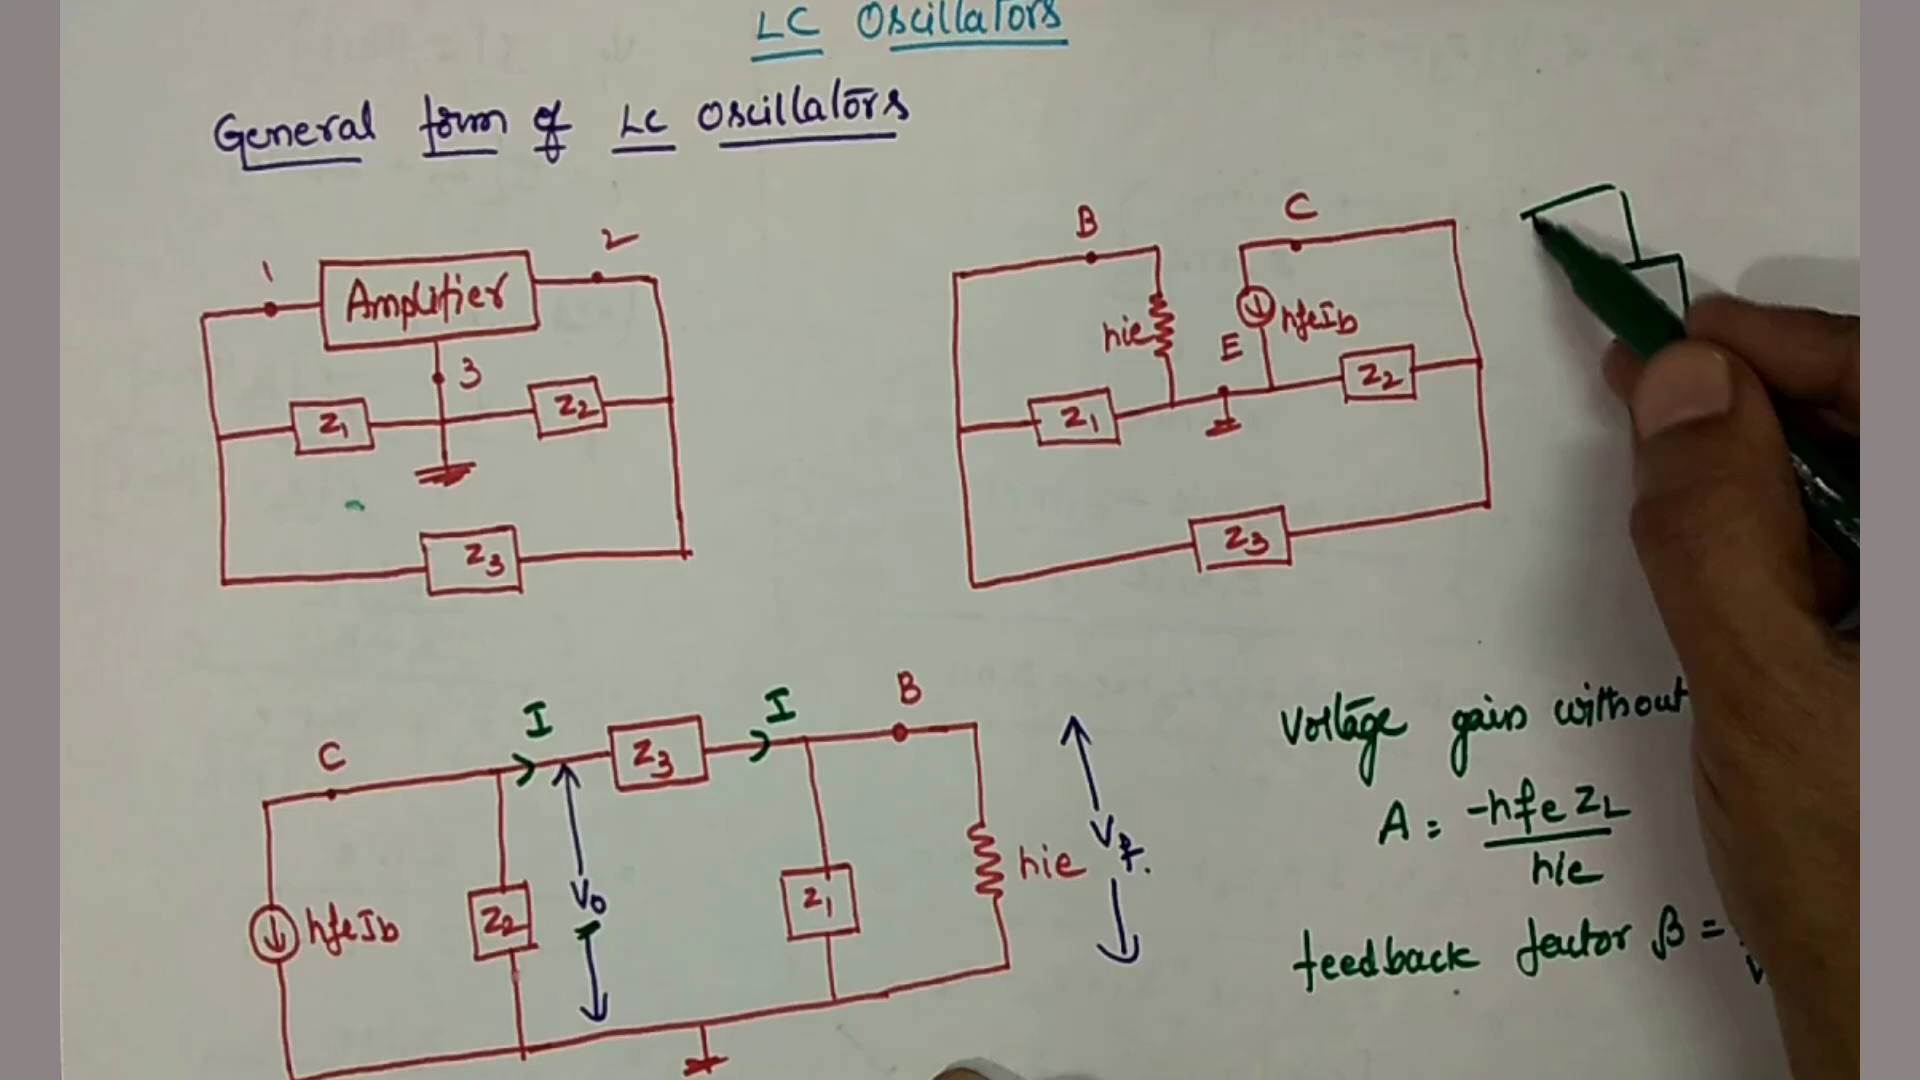 LC Oscillators
General form of LC Oscillators
1
2
Amplifier
3
Z1
Z2
Z3
B
C
hie
hfeIb
E
Z1
Z2
Z3
C
I
Z3
I
B
hfeIb
Z2
Vo
Z1
hie
Vf.
Voltage gain without
A = -hfe ZL
hie
feedback factor β =